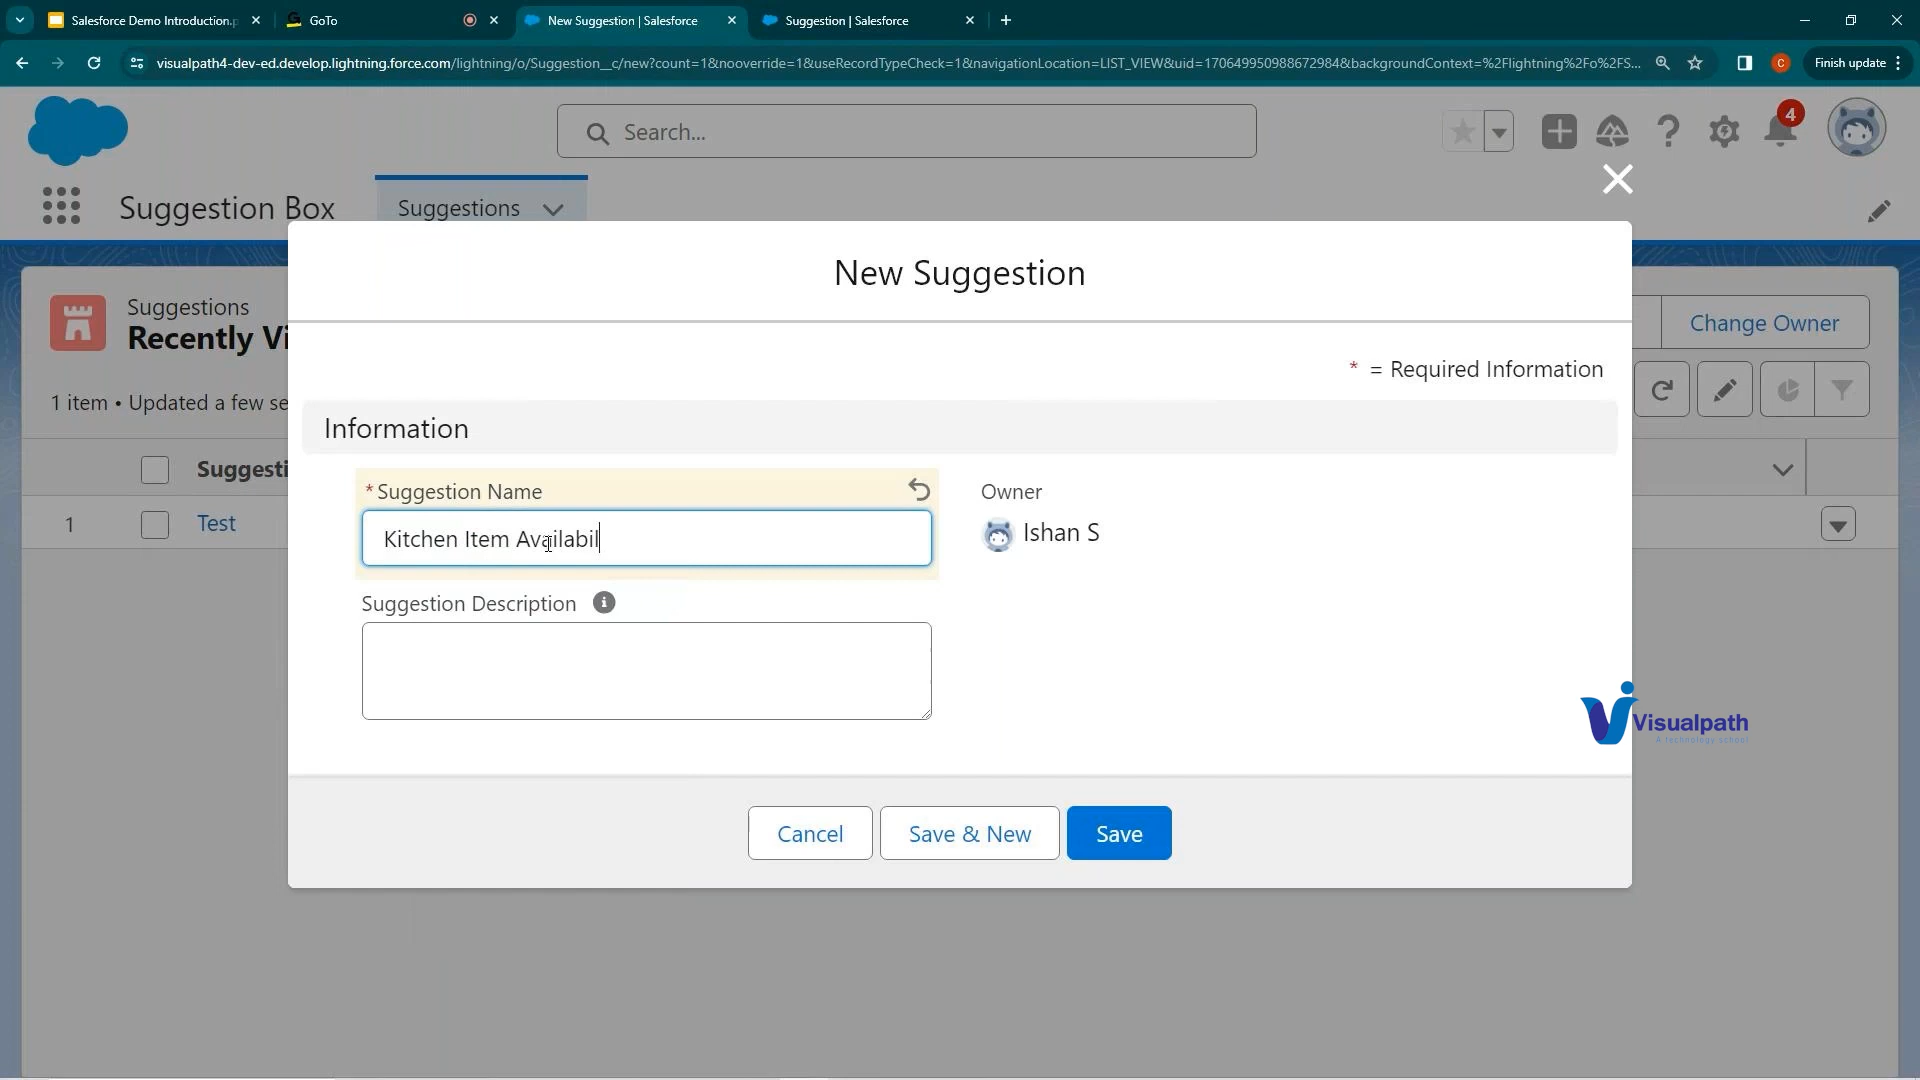 Salesforce Demo Introduction.p
GoTo
New Suggestion | Salesforce
Suggestion | Salesforce
visualpath4-dev-ed.develop.lightning.force.com/lightning/o/Suggestion__c/new?count=1&nooverride=1&useRecordTypeCheck=1&navigationLocation=LIST_VIEW&uid=170649950988672984&backgroundContext=%2Flightning%2Fo%2FS...
C
Finish update
Search...
4
Suggestion Box
Suggestions
New Suggestion
Suggestions
Recently Vi
Change Owner
* = Required Information
1 item • Updated a few se
Information
Suggesti
* Suggestion Name
Owner
1
Test
Kitchen Item Availabil
Ishan S
Suggestion Description
Visualpath
A technology school
Cancel
Save & New
Save